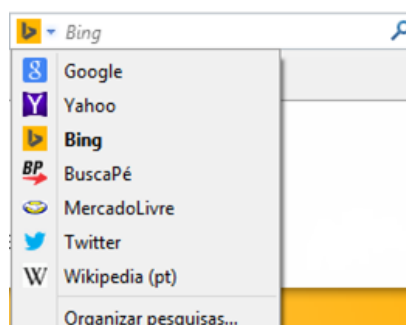 Bing
Google
Yahoo
Bing
BuscaPé
MercadoLivre
Twitter
Wikipedia (pt)
Organizar pesquisas...